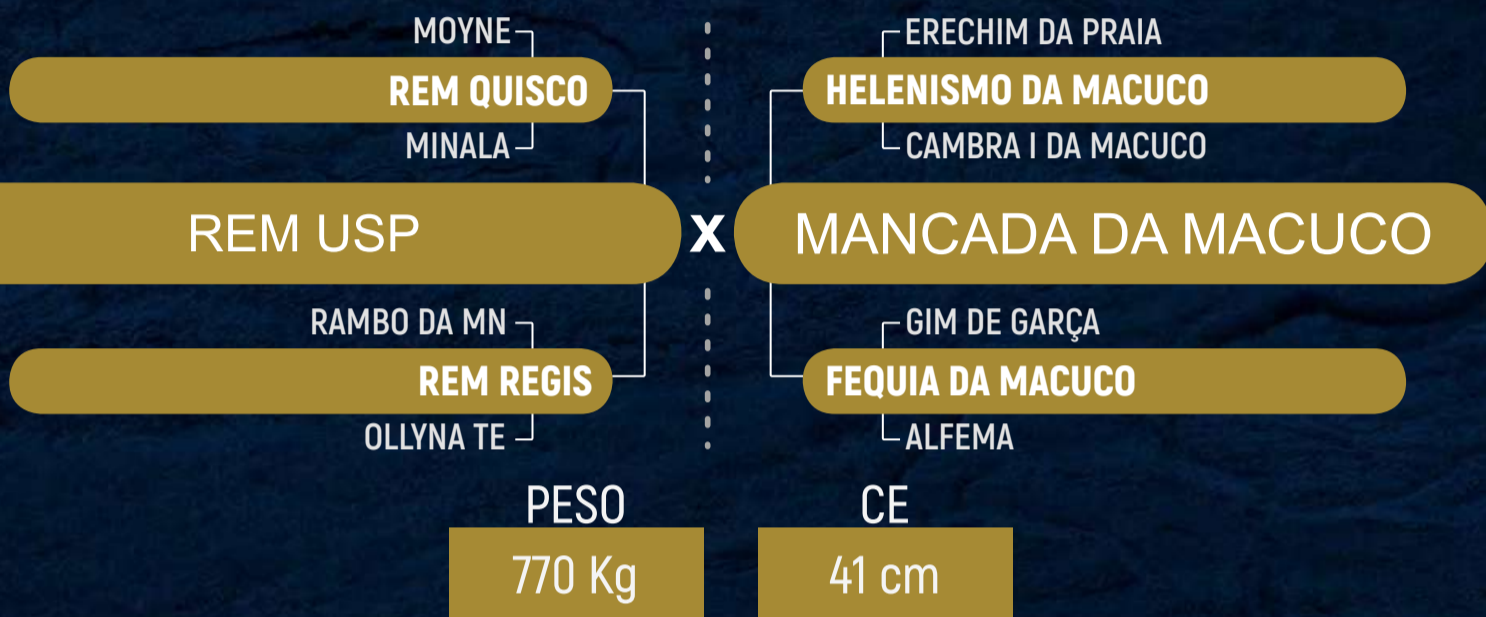 MOYNE
REM QUISCO
MINALA
REM USP
RAMBO DA MN
REM REGIS
OLLYNA TE
X
ERECHIM DA PRAIA
HELENISMO DA MACUCO
CAMBRA I DA MACUCO
MANCADA DA MACUCO
GIM DE GARÇA
FEQUIA DA MACUCO
ALFEMA
PESO
770 Kg
CE
41 cm